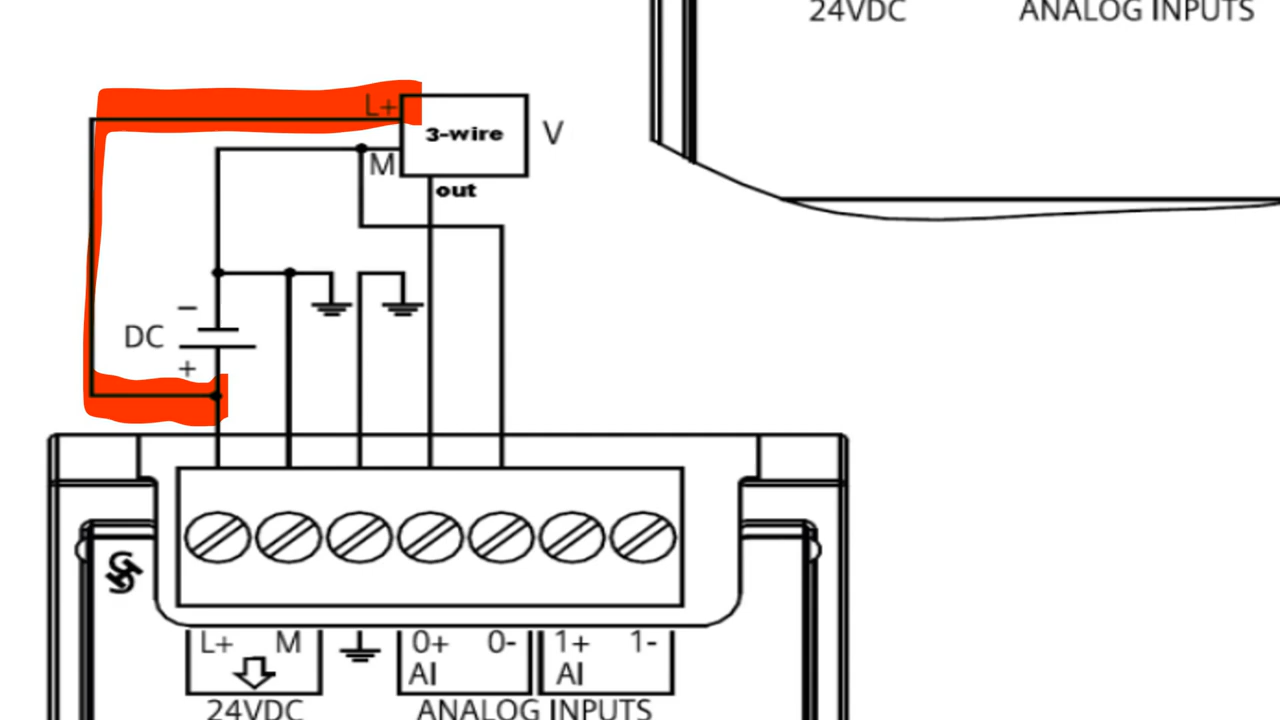 24VDC ANALOG INPUTS
L+
3-wire V
M
out
−
DC
+
L+ M 0+ 0- 1+ 1-
AI AI
24VDC ANALOG INPUTS